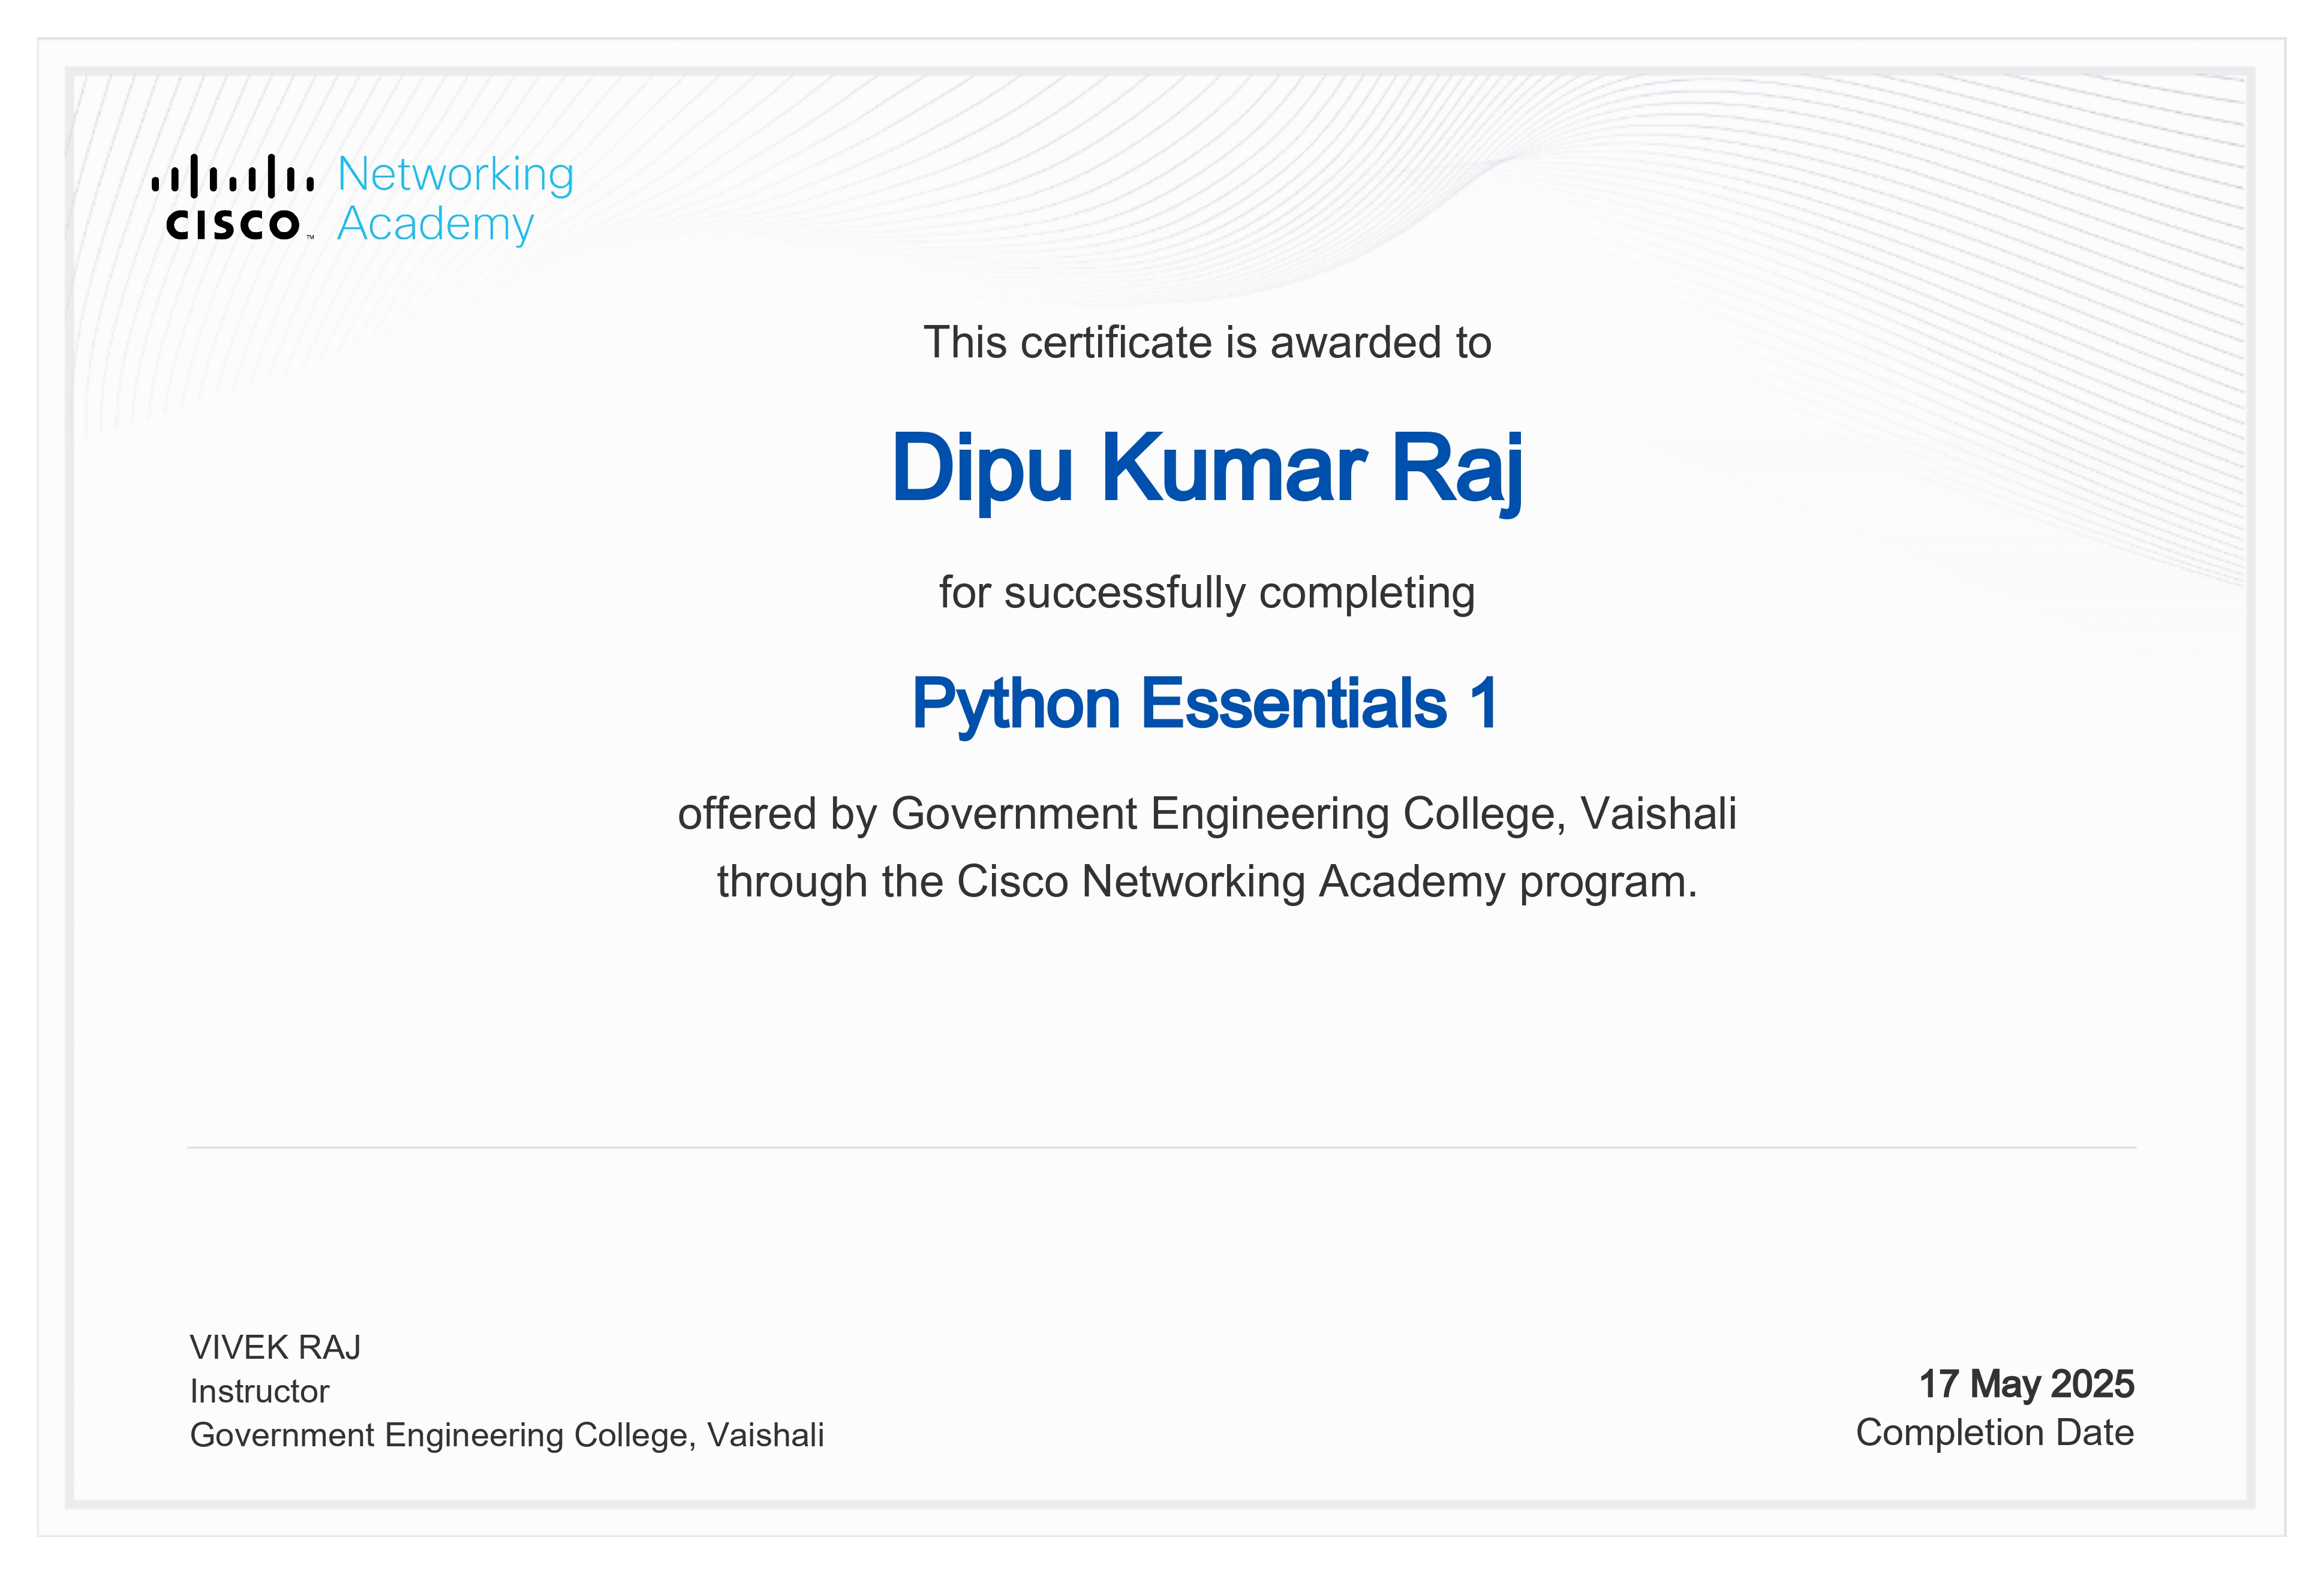 CISCO™
Networking
Academy
This certificate is awarded to
Dipu Kumar Raj
for successfully completing
Python Essentials 1
offered by Government Engineering College, Vaishali
through the Cisco Networking Academy program.
VIVEK RAJ
Instructor
Government Engineering College, Vaishali
17 May 2025
Completion Date